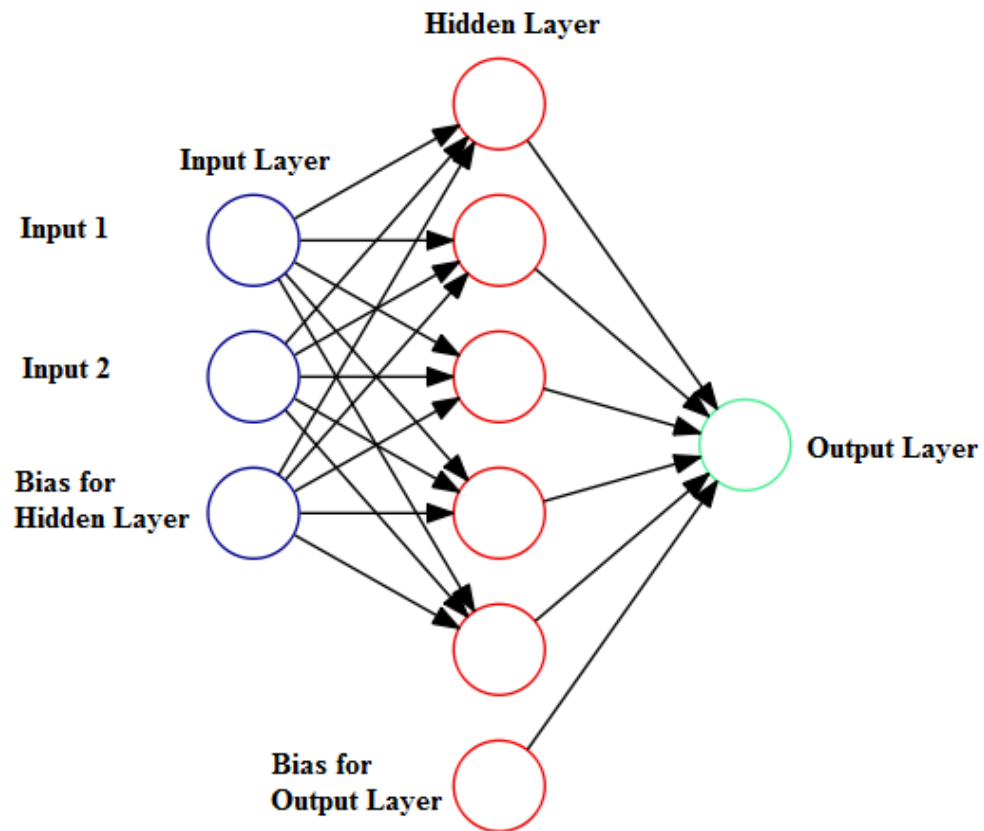 Hidden Layer
Input Layer
Input 1
Input 2
Bias for
Hidden Layer
Output Layer
Bias for
Output Layer